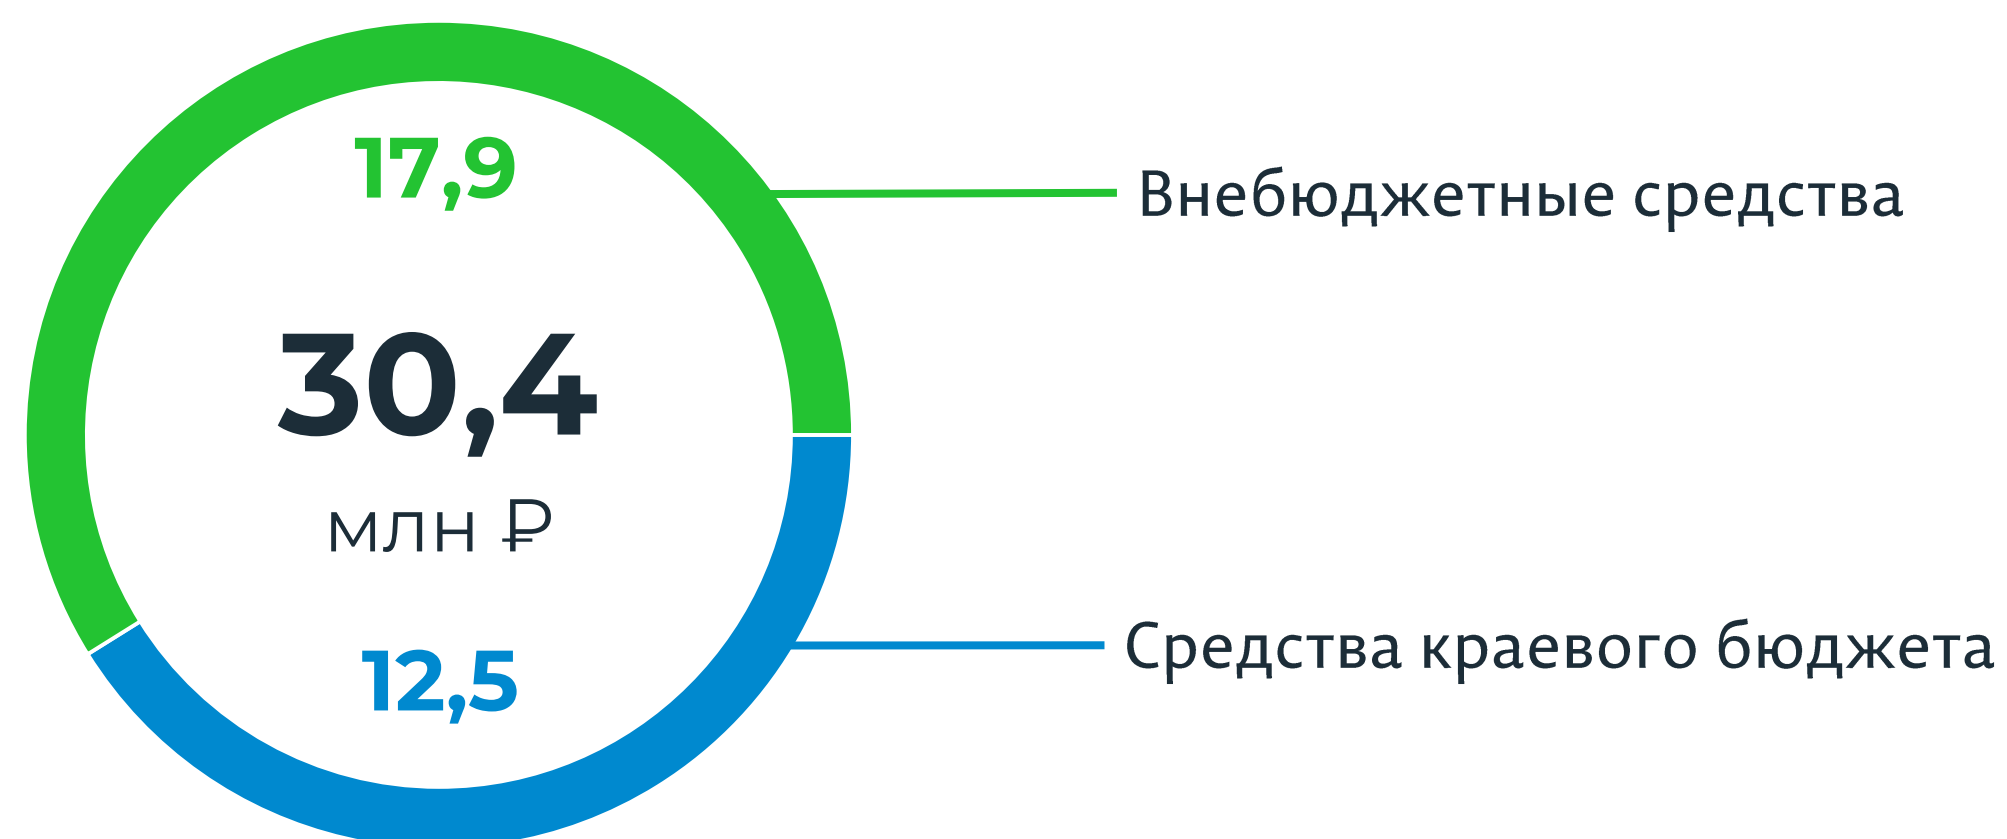 17,9
Внебюджетные средства
30,4
млн ₽
12,5
Средства краевого бюджета